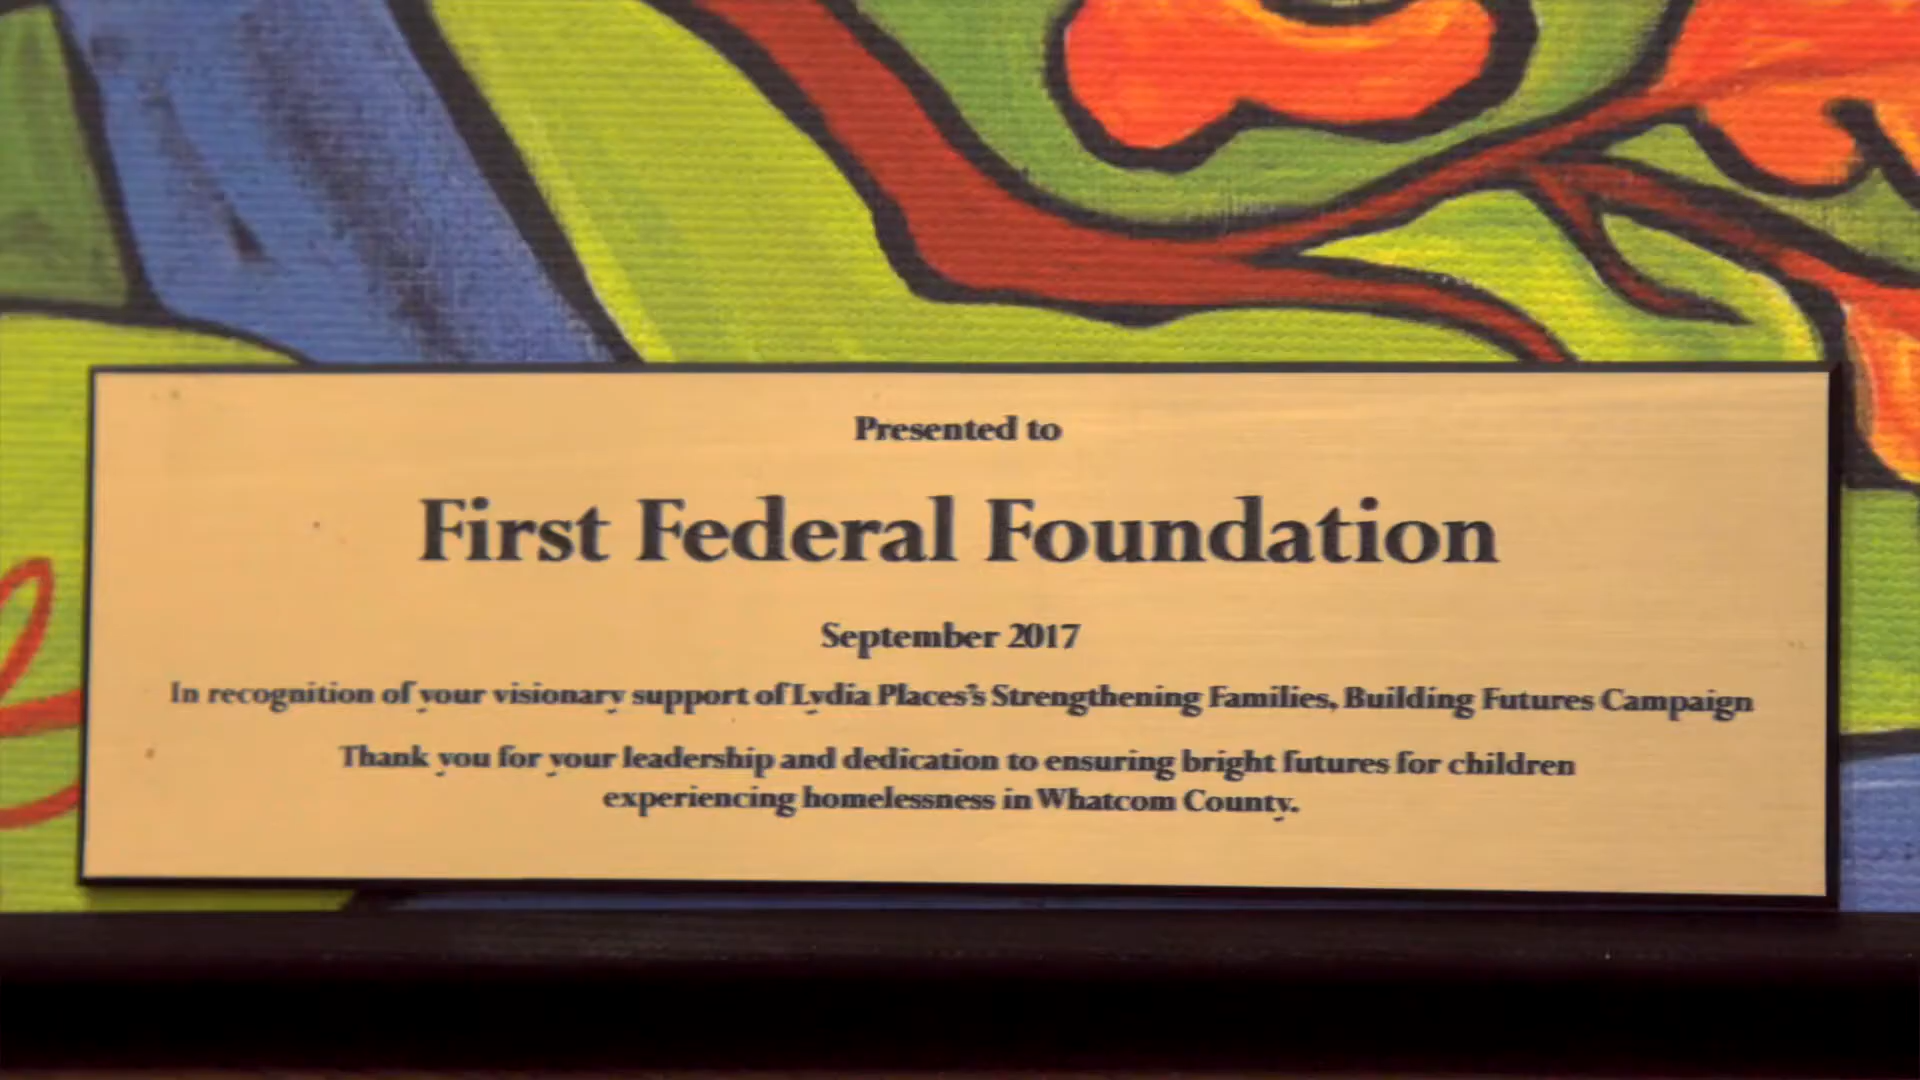 Presented to
First Federal Foundation
September 2017
In recognition of your visionary support of Lydia Places's Strengthening Families, Building Futures Campaign
Thank you for your leadership and dedication to ensuring bright futures for children
experiencing homelessness in Whatcom County.